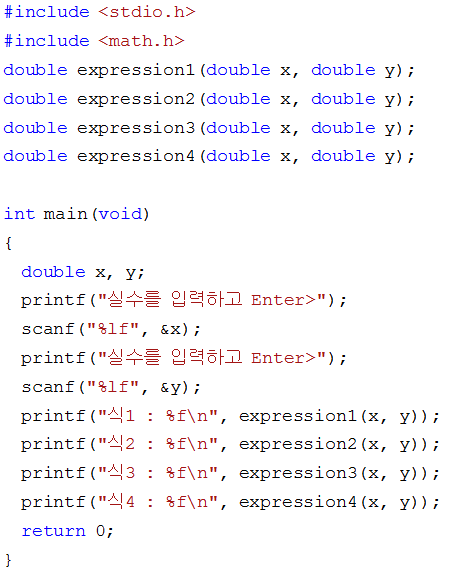 #include <stdio.h>
#include <math.h>
double expression1(double x, double y);
double expression2(double x, double y);
double expression3(double x, double y);
double expression4(double x, double y);

int main(void)
{
  double x, y;
  printf("실수를 입력하고 Enter>");
  scanf("%lf", &x);
  printf("실수를 입력하고 Enter>");
  scanf("%lf", &y);
  printf("식1 : %f\n", expression1(x, y));
  printf("식2 : %f\n", expression2(x, y));
  printf("식3 : %f\n", expression3(x, y));
  printf("식4 : %f\n", expression4(x, y));
  return 0;
}